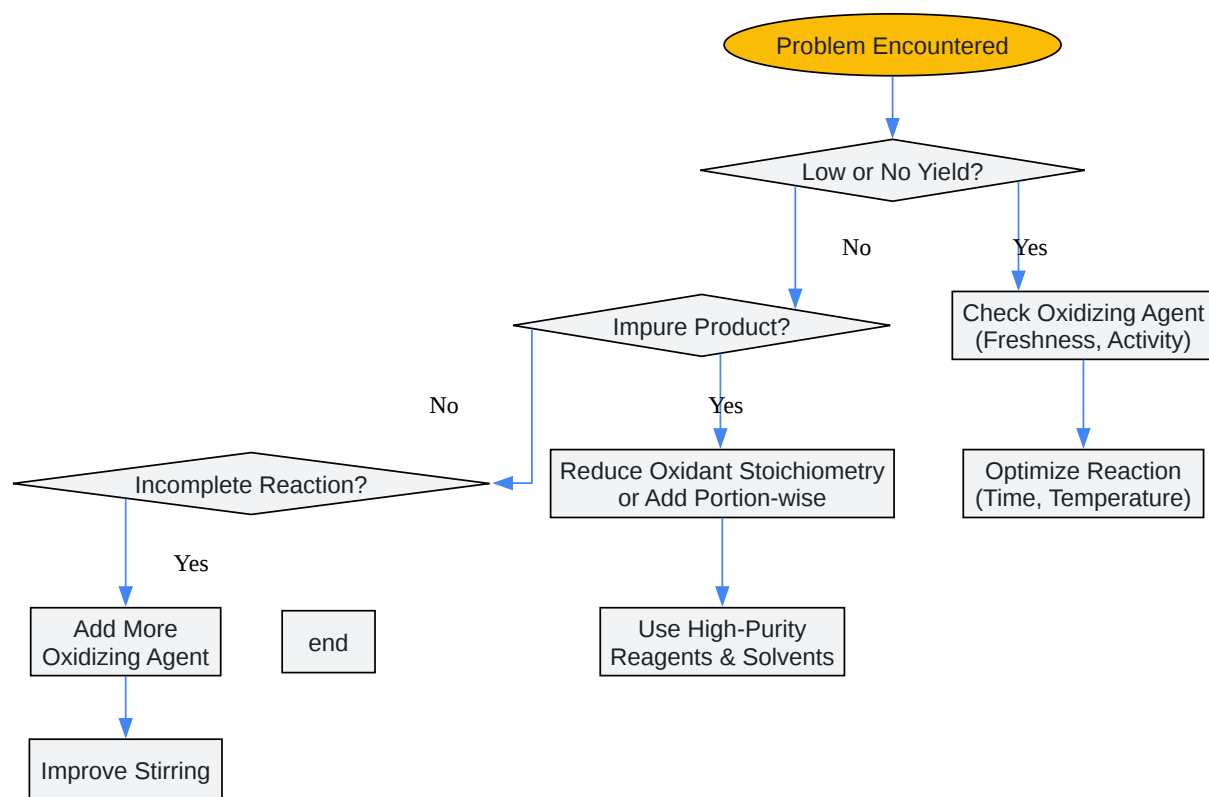 Problem Encountered
Low or No Yield?
No
Yes
Impure Product?
Check Oxidizing Agent
(Freshness, Activity)
No
Yes
Incomplete Reaction?
Reduce Oxidant Stoichiometry
or Add Portion-wise
Optimize Reaction
(Time, Temperature)
Yes
Add More
Oxidizing Agent
end
Use High-Purity
Reagents & Solvents
Improve Stirring